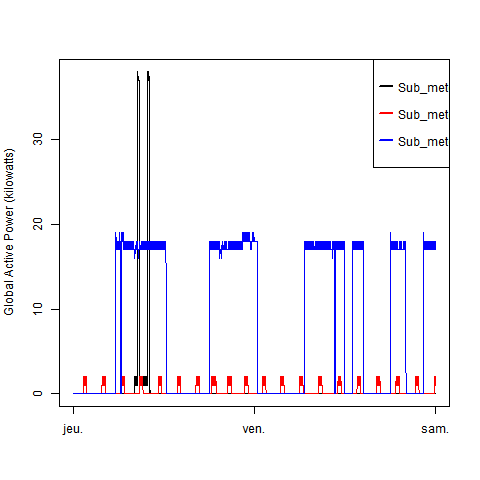 Sub_met
Sub_met
Sub_met
Global Active Power (kilowatts)
30
20
10
0
jeu.
ven.
sam.